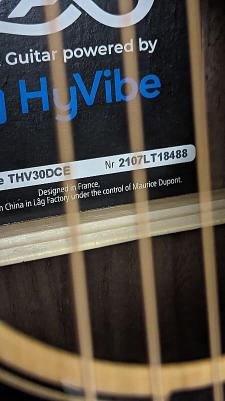 Guitar powered by
HyVibe
THV30DCE Nr 2107LT18488
Designed in France,
China in Lâg Factory under the control of Maurice Dupont.